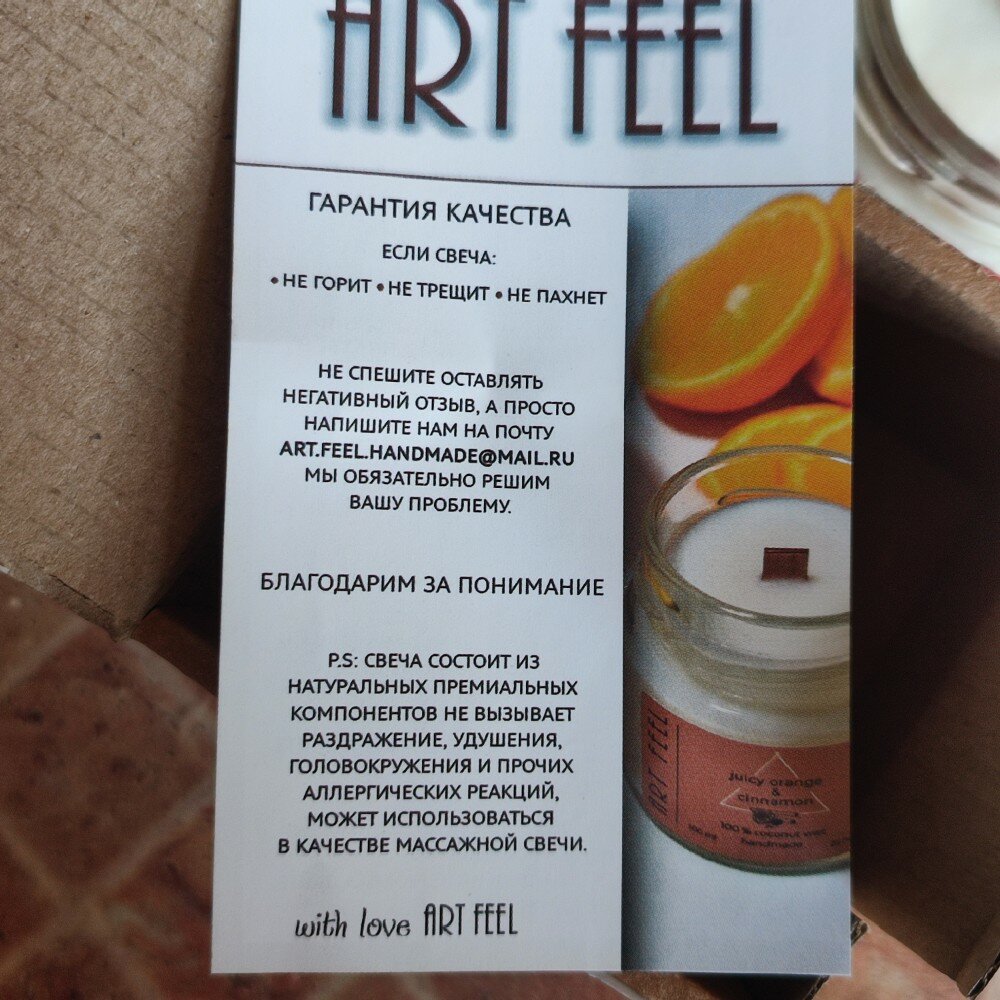 ART FEEL
ГАРАНТИЯ КАЧЕСТВА
ЕСЛИ СВЕЧА:
• НЕ ГОРИТ • НЕ ТРЕЩИТ • НЕ ПАХНЕТ
НЕ СПЕШИТЕ ОСТАВЛЯТЬ
НЕГАТИВНЫЙ ОТЗЫВ, А ПРОСТО
НАПИШИТЕ НАМ НА ПОЧТУ
ART.FEEL.HANDMADE@MAIL.RU
МЫ ОБЯЗАТЕЛЬНО РЕШИМ
ВАШУ ПРОБЛЕМУ.
БЛАГОДАРИМ ЗА ПОНИМАНИЕ
P.S: СВЕЧА СОСТОИТ ИЗ
НАТУРАЛЬНЫХ ПРЕМИАЛЬНЫХ
КОМПОНЕНТОВ НЕ ВЫЗЫВАЕТ
РАЗДРАЖЕНИЕ, УДУШЕНИЯ,
ГОЛОВОКРУЖЕНИЯ И ПРОЧИХ
АЛЛЕРГИЧЕСКИХ РЕАКЦИЙ,
МОЖЕТ ИСПОЛЬЗОВАТЬСЯ
В КАЧЕСТВЕ МАССАЖНОЙ СВЕЧИ.
with love ART FEEL
ART FEEL
juicy orange
&
cinnamon
100 % coconut wax
handmade